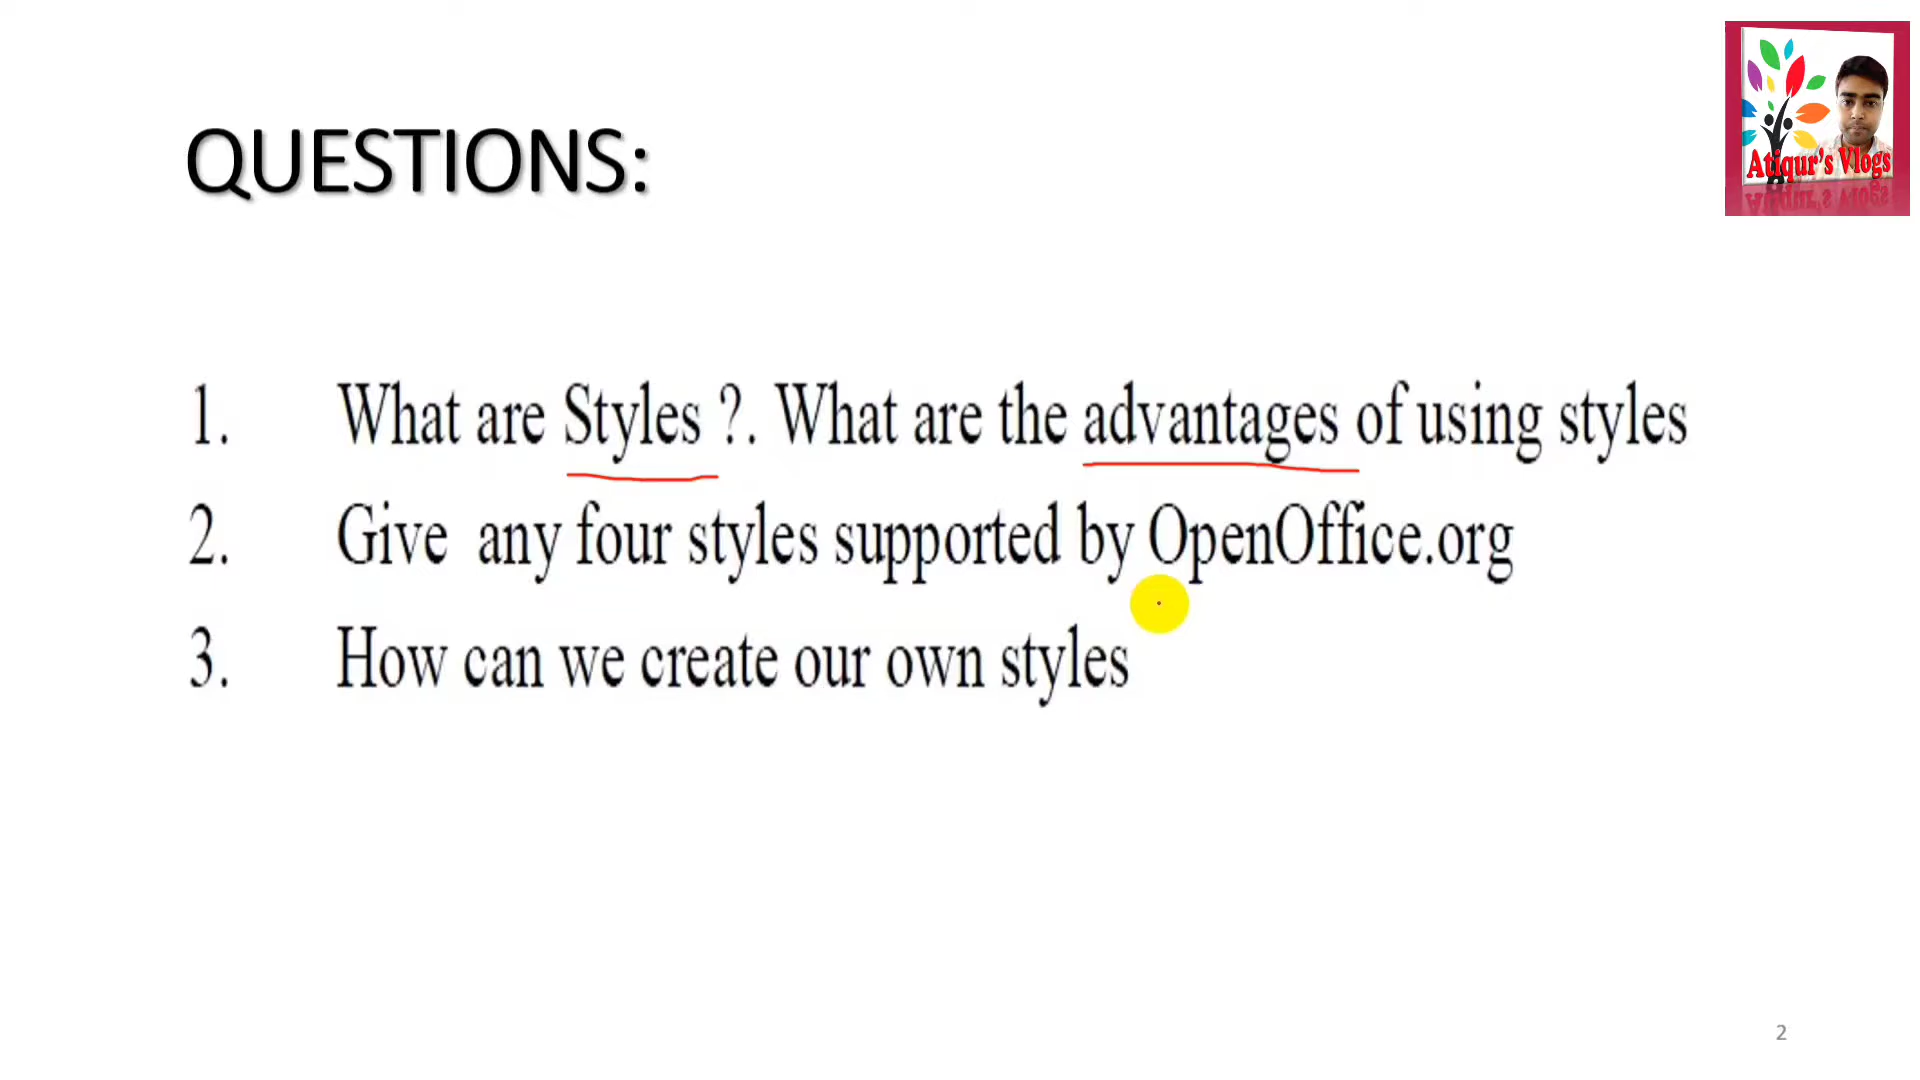 Atiqur's Vlogs
QUESTIONS:
1. What are Styles ?. What are the advantages of using styles
2. Give any four styles supported by OpenOffice.org
3. How can we create our own styles
2